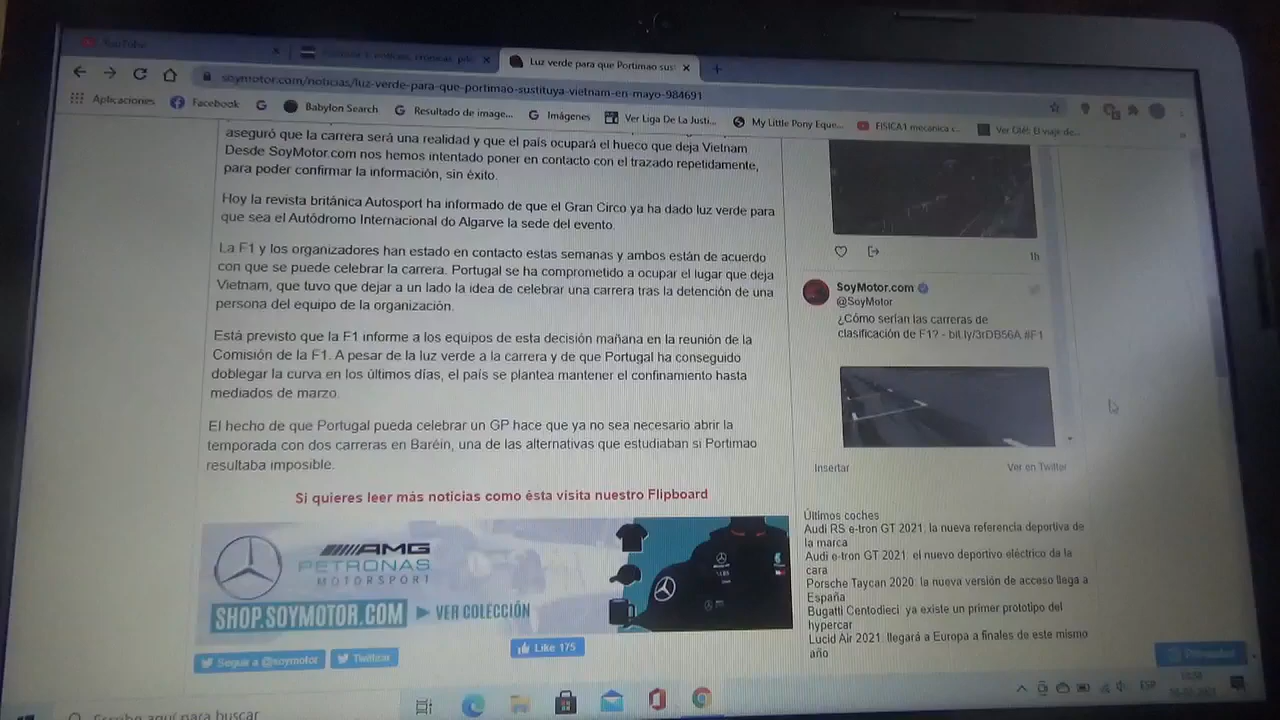 YouTube
Luz verde para que Portimao sus
soymotor.com/noticias/luz-verde-para-que-portimao-sustituya-vietnam-en-mayo-984691
Aplicaciones
Facebook
Babylon Search
Resultado de image...
Imágenes
Ver Liga De La Justi...
My Little Pony Eque...
FISICA1 mecanica c...
aseguró que la carrera será una realidad y que el país ocupará el hueco que deja Vietnam
Desde SoyMotor.com nos hemos intentado poner en contacto con el trazado repetidamente,
para poder confirmar la información, sin éxito.
Hoy la revista británica Autosport ha informado de que el Gran Circo ya ha dado luz verde para
que sea el Autódromo Internacional do Algarve la sede del evento.
La F1 y los organizadores han estado en contacto estas semanas y ambos están de acuerdo
con que se puede celebrar la carrera. Portugal se ha comprometido a ocupar el lugar que deja
Vietnam, que tuvo que dejar a un lado la idea de celebrar una carrera tras la detención de una
persona del equipo de la organización.
Está previsto que la F1 informe a los equipos de esta decisión mañana en la reunión de la
Comisión de la F1. A pesar de la luz verde a la carrera y de que Portugal ha conseguido
doblegar la curva en los últimos días, el país se plantea mantener el confinamiento hasta
mediados de marzo.
El hecho de que Portugal pueda celebrar un GP hace que ya no sea necesario abrir la
temporada con dos carreras en Baréin, una de las alternativas que estudiaban si Portimao
resultaba imposible.
Si quieres leer más noticias como ésta visita nuestro Flipboard
AMG
PETRONAS
MOTORSPORT
SHOP.SOYMOTOR.COM
VER COLECCIÓN
Like 175
Seguir a @soymotor
Twittear
1h
SoyMotor.com
@SoyMotor
¿Cómo serían las carreras de
clasificación de F1? - bit.ly/3rDB56A #F1
Insertar
Ver en Twitter
Últimos coches
Audi RS e-tron GT 2021: la nueva referencia deportiva de
la marca
Audi e-tron GT 2021: el nuevo deportivo eléctrico da la
cara
Porsche Taycan 2020: la nueva versión de acceso llega a
España
Bugatti Centodieci: ya existe un primer prototipo del
hypercar
Lucid Air 2021: llegará a Europa a finales de este mismo
año
Escribe aquí para buscar
ESP